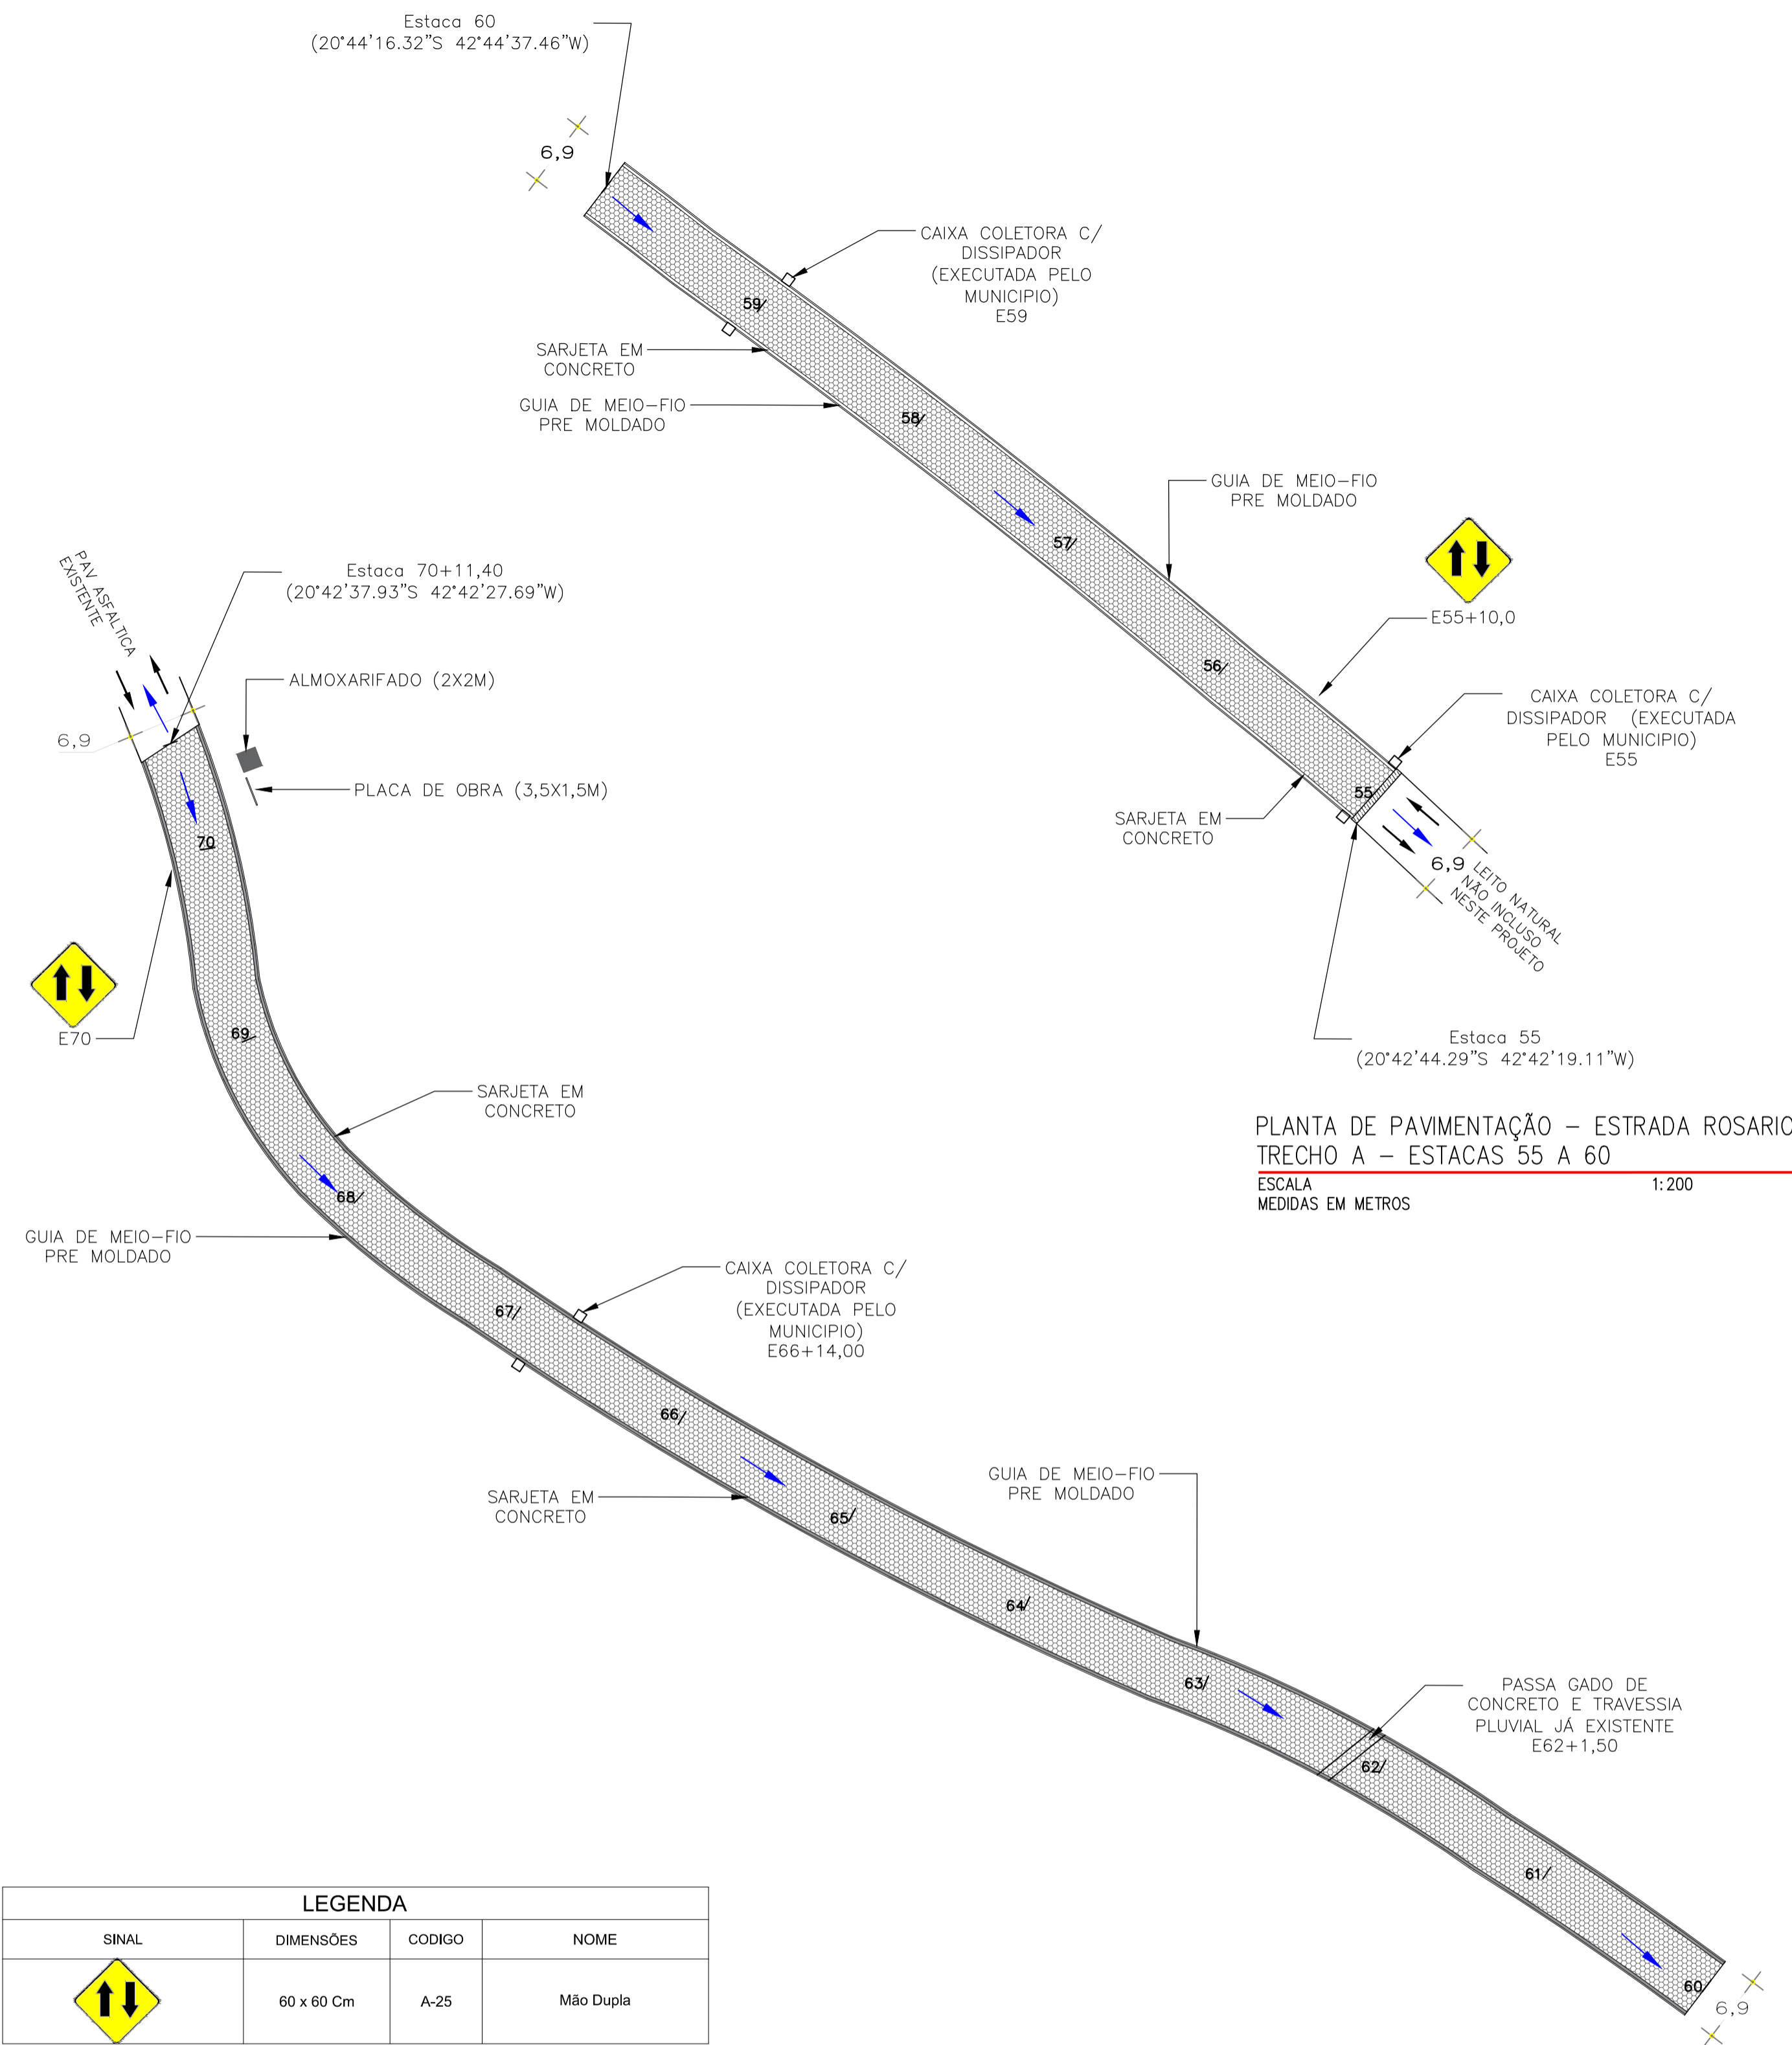 Estaca 60
(20°44'16.32"S 42°44'37.46"W)
6,9
CAIXA COLETORA C/
DISSIPADOR
(EXECUTADA PELO
MUNICIPIO)
E59
59
SARJETA EM
CONCRETO
GUIA DE MEIO-FIO
PRE MOLDADO
58
GUIA DE MEIO-FIO
PRE MOLDADO
57
E55+10,0
56
CAIXA COLETORA C/
DISSIPADOR (EXECUTADA
PELO MUNICIPIO)
E55
55
SARJETA EM
CONCRETO
6,9
LEITO NATURAL
NÃO INCLUSO
NESTE PROJETO
Estaca 55
(20°42'44.29"S 42°42'19.11"W)
PLANTA DE PAVIMENTAÇÃO – ESTRADA ROSARIO
TRECHO A – ESTACAS 55 A 60
ESCALA 1:200
MEDIDAS EM METROS
PAV ASFALTICA
EXISTENTE
Estaca 70+11,40
(20°42'37.93"S 42°42'27.69"W)
ALMOXARIFADO (2X2M)
6,9
PLACA DE OBRA (3,5X1,5M)
70
E70
69
SARJETA EM
CONCRETO
68
GUIA DE MEIO-FIO
PRE MOLDADO
CAIXA COLETORA C/
DISSIPADOR
(EXECUTADA PELO
MUNICIPIO)
E66+14,00
67
66
SARJETA EM
CONCRETO
65
GUIA DE MEIO-FIO
PRE MOLDADO
64
63
PASSA GADO DE
CONCRETO E TRAVESSIA
PLUVIAL JÁ EXISTENTE
E62+1,50
62
61
60
6,9
LEGENDA
SINAL DIMENSÕES CODIGO NOME
60 x 60 Cm A-25 Mão Dupla